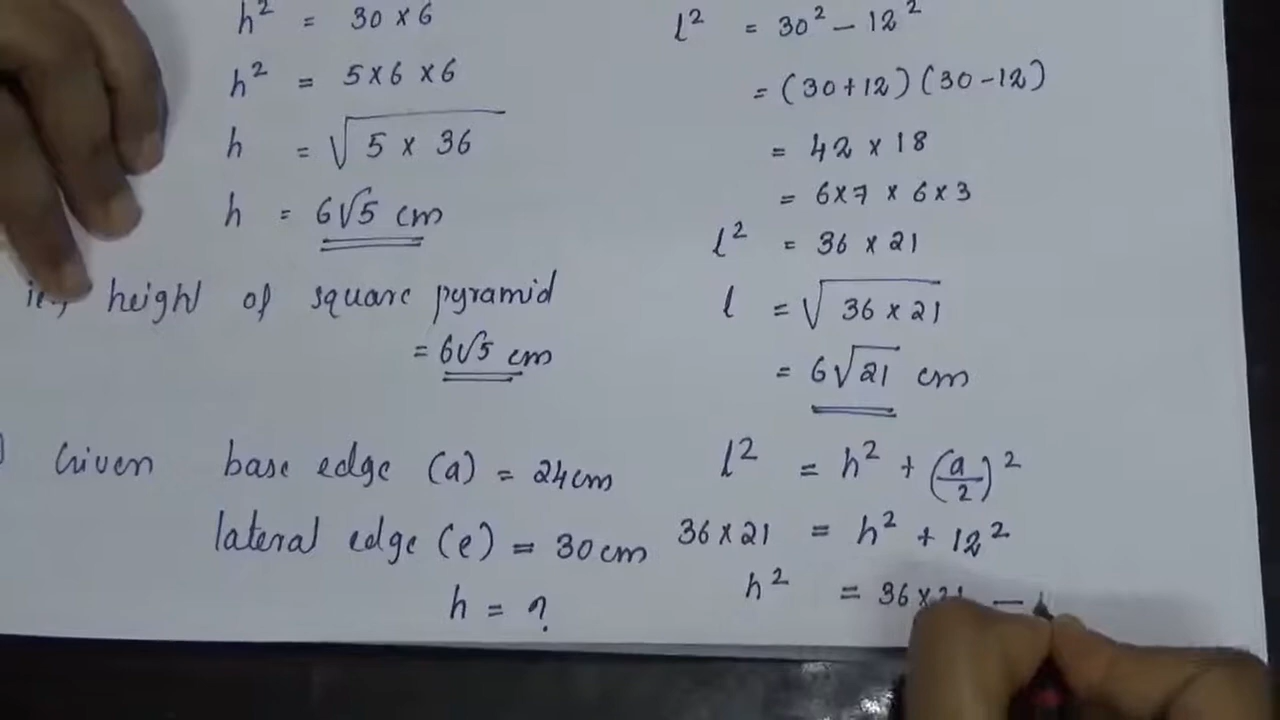 h² = 30 × 6
h² = 5 × 6 × 6
h = √5 × 36
h = 6√5 cm
height of square pyramid
= 6√5 cm
Given base edge (a) = 24cm
lateral edge (e) = 30cm
h = ?
l² = 30² – 12²
= (30+12) (30-12)
= 42 × 18
= 6×7 × 6×3
l² = 36 × 21
l = √36 × 21
= 6√21 cm
l² = h² + (a/2)²
36×21 = h² + 12²
h² = 36×21 –